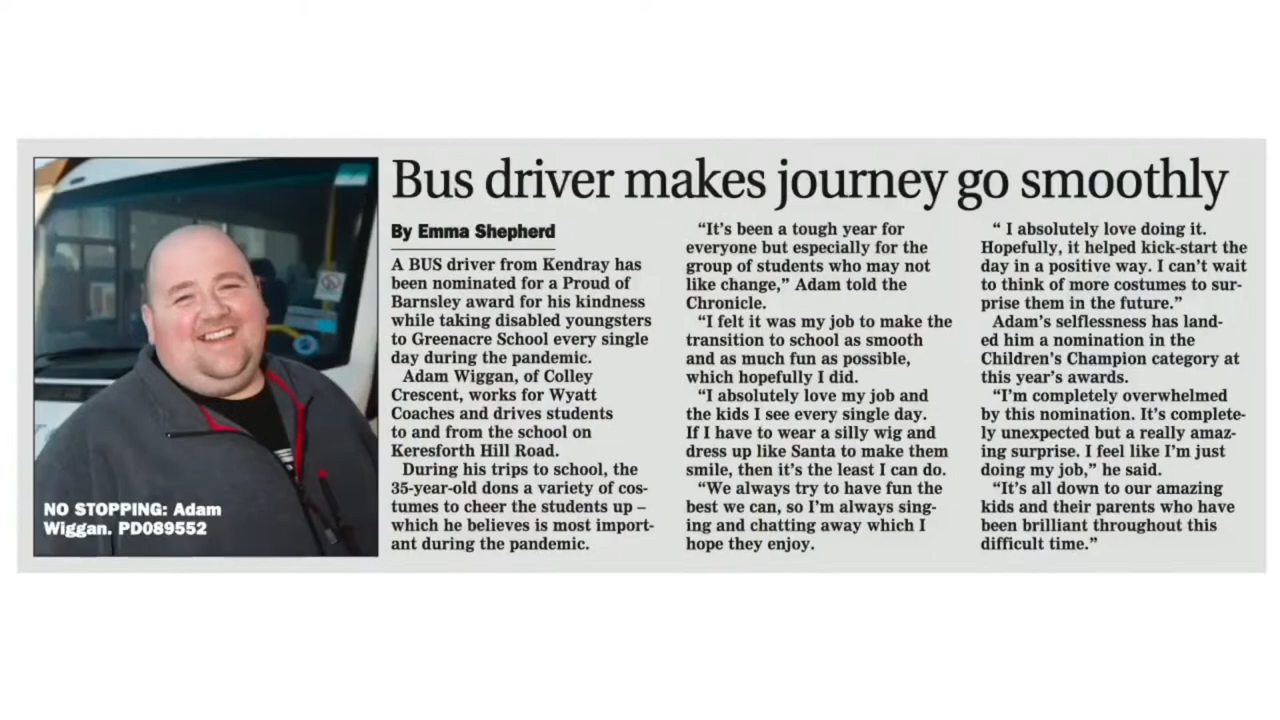 Bus driver makes journey go smoothly
By Emma Shepherd
A BUS driver from Kendray has
been nominated for a Proud of
Barnsley award for his kindness
while taking disabled youngsters
to Greenacre School every single
day during the pandemic.
Adam Wiggan, of Colley
Crescent, works for Wyatt
Coaches and drives students
to and from the school on
Keresforth Hill Road.
During his trips to school, the
35-year-old dons a variety of cos-
tumes to cheer the students up –
which he believes is most import-
ant during the pandemic.
“It’s been a tough year for
everyone but especially for the
group of students who may not
like change,” Adam told the
Chronicle.
“I felt it was my job to make the
transition to school as smooth
and as much fun as possible,
which hopefully I did.
“I absolutely love my job and
the kids I see every single day.
If I have to wear a silly wig and
dress up like Santa to make them
smile, then it’s the least I can do.
“We always try to have fun the
best we can, so I’m always sing-
ing and chatting away which I
hope they enjoy.
“ I absolutely love doing it.
Hopefully, it helped kick-start the
day in a positive way. I can’t wait
to think of more costumes to sur-
prise them in the future.”
Adam’s selflessness has land-
ed him a nomination in the
Children’s Champion category at
this year’s awards.
“I’m completely overwhelmed
by this nomination. It’s complete-
ly unexpected but a really amaz-
ing surprise. I feel like I’m just
doing my job,” he said.
“It’s all down to our amazing
kids and their parents who have
been brilliant throughout this
difficult time.”
NO STOPPING: Adam
Wiggan. PD089552